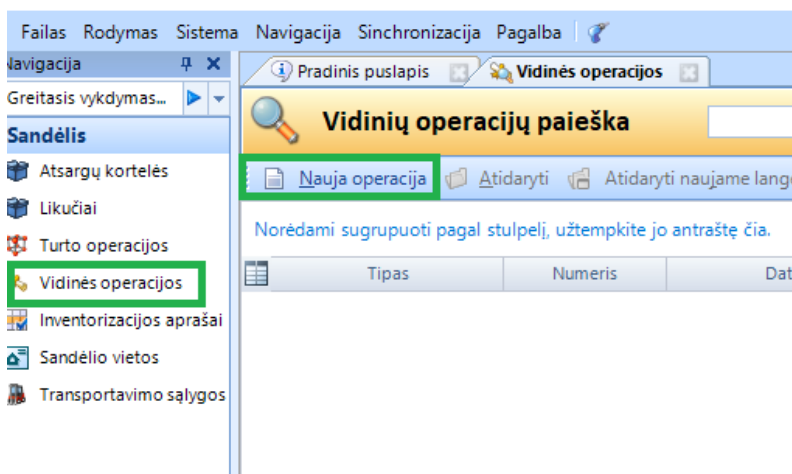 Failas Rodymas Sistema Navigacija Sinchronizacija Pagalba
Navigacija
Pradinis puslapis Vidinės operacijos
Greitasis vykdymas...
Vidinių operacijų paieška
Sandėlis
Atsargų kortelės
Nauja operacija Atidaryti Atidaryti naujame lange
Likučiai
Norėdami sugrupuoti pagal stulpelį, užtempkite jo antraštę čia.
Turto operacijos
Tipas Numeris Dat
Vidinės operacijos
Inventorizacijos aprašai
Sandėlio vietos
Transportavimo sąlygos